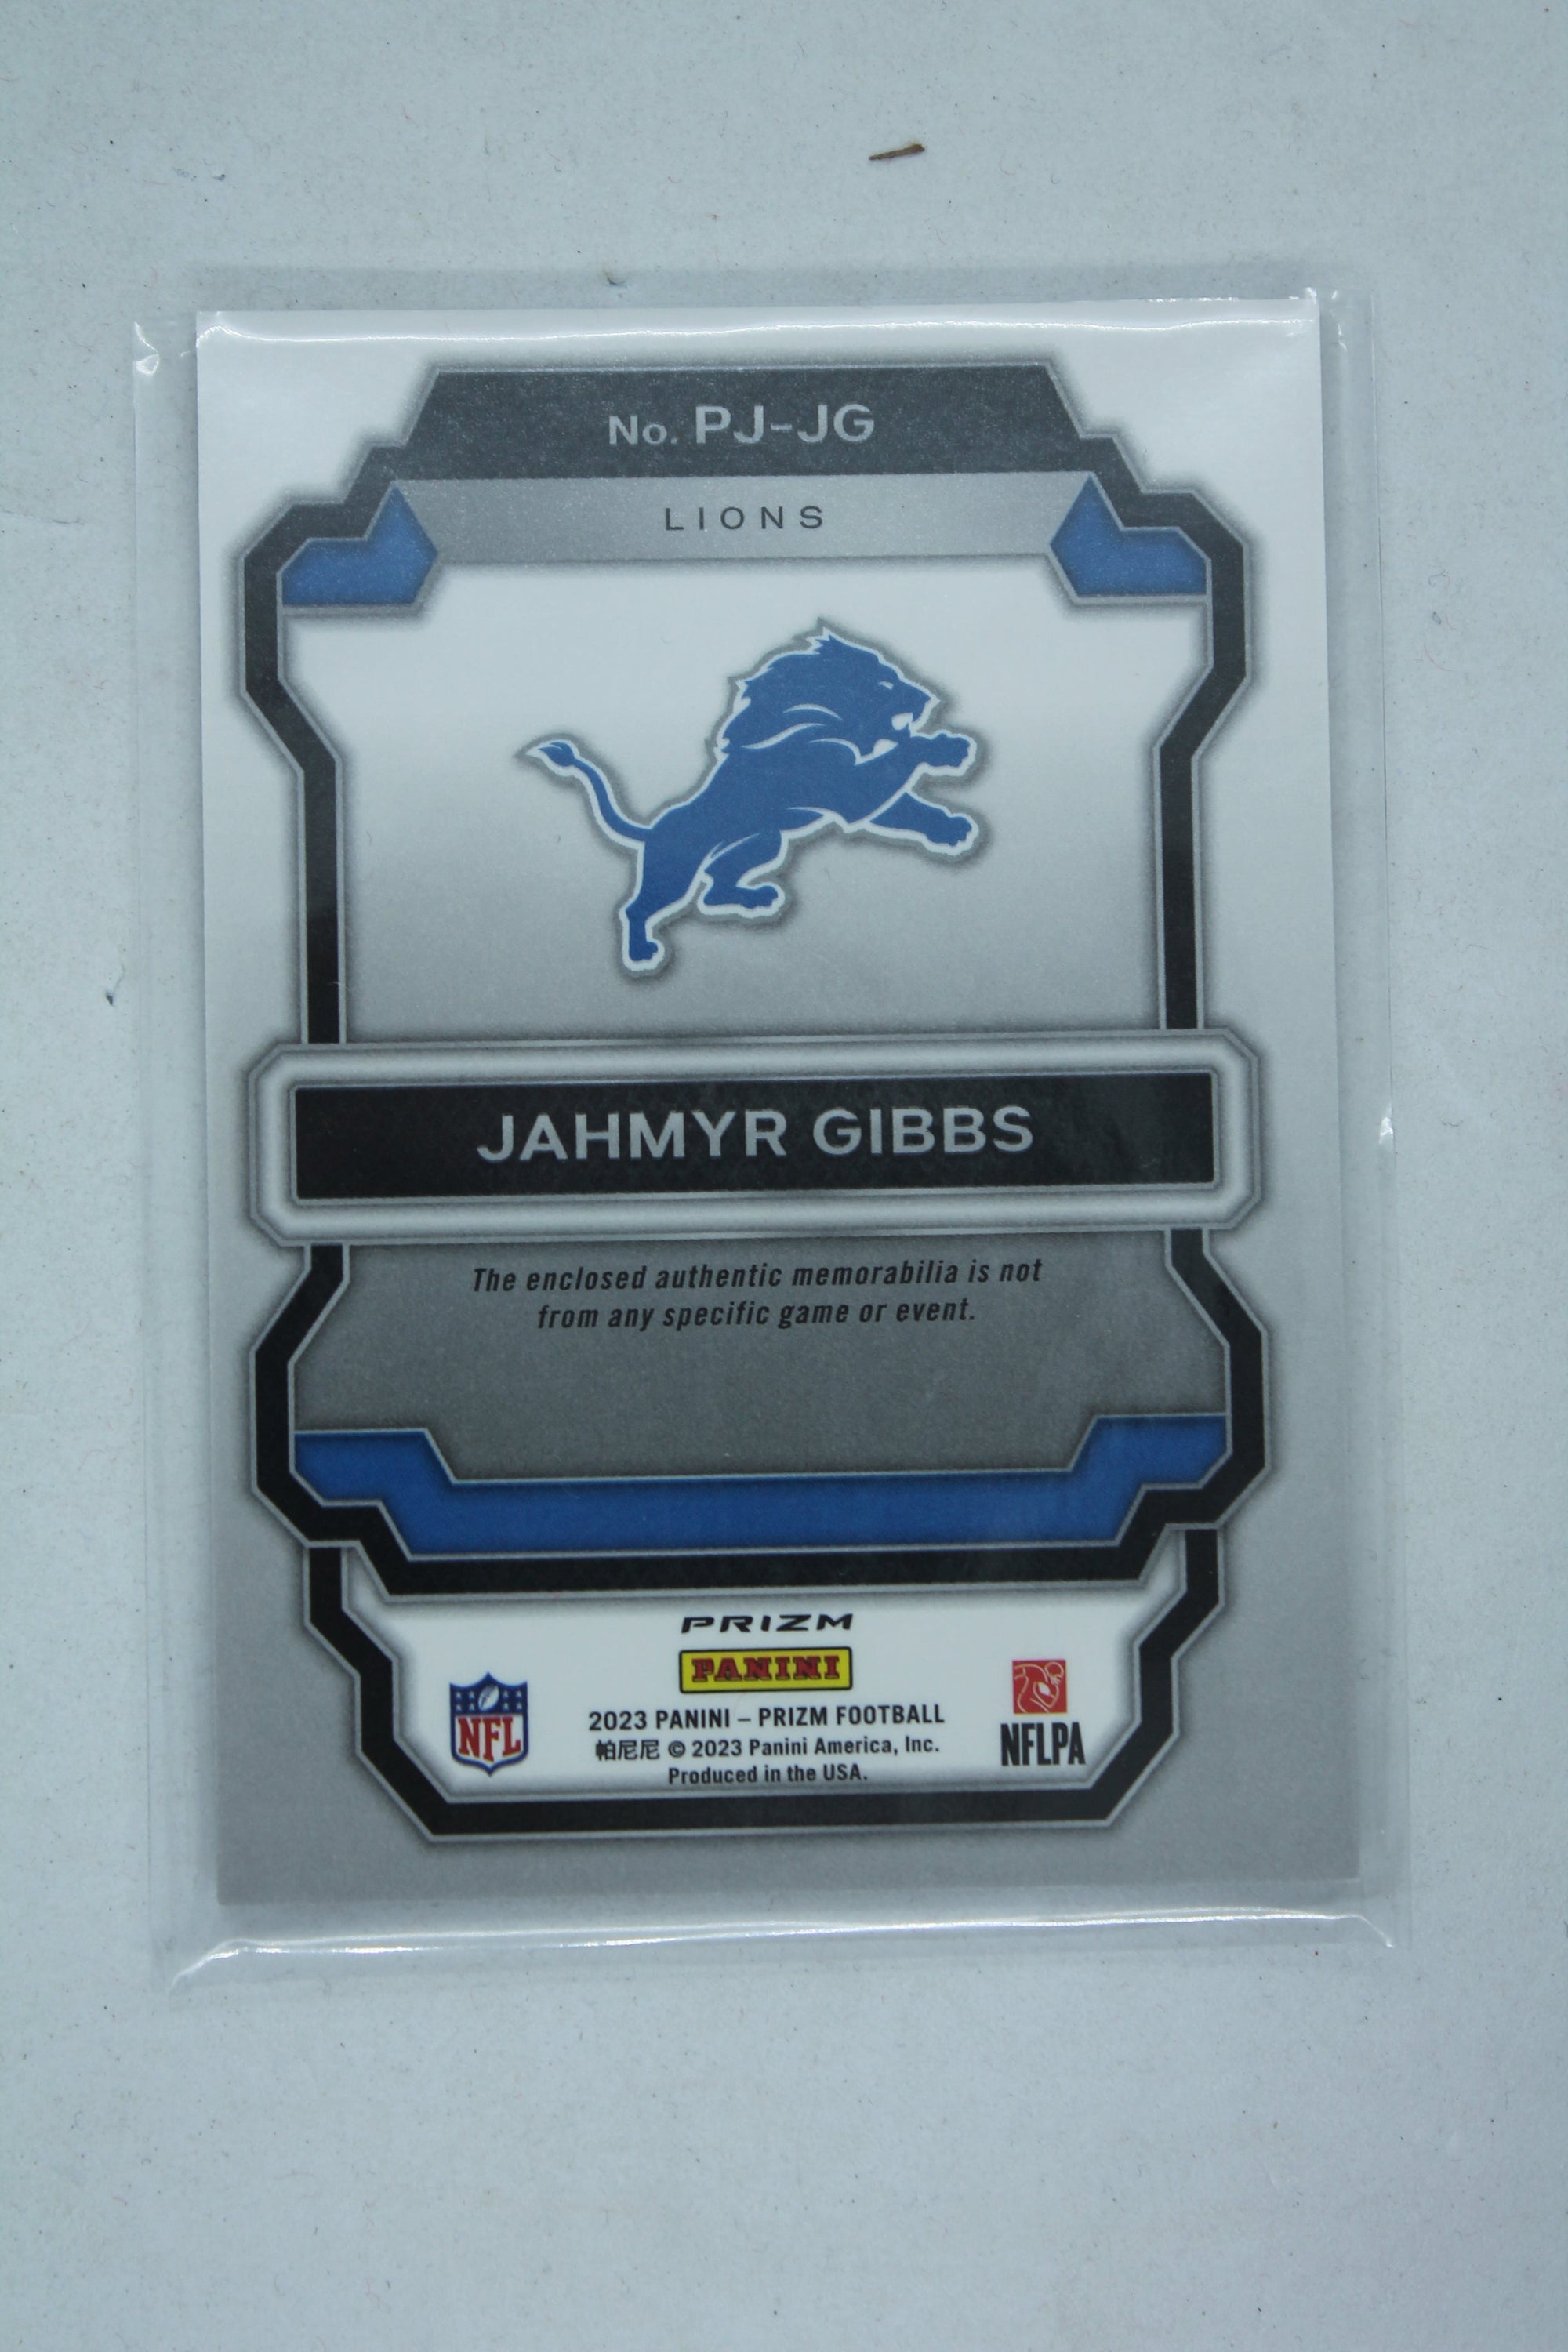 No. PJ-JG
LIONS
JAHMYR GIBBS
The enclosed authentic memorabilia is not
from any specific game or event.
PRIZM
PANINI
NFL
2023 PANINI – PRIZM FOOTBALL
帕尼尼 © 2023 Panini America, Inc.
Produced in the USA.
NFLPA